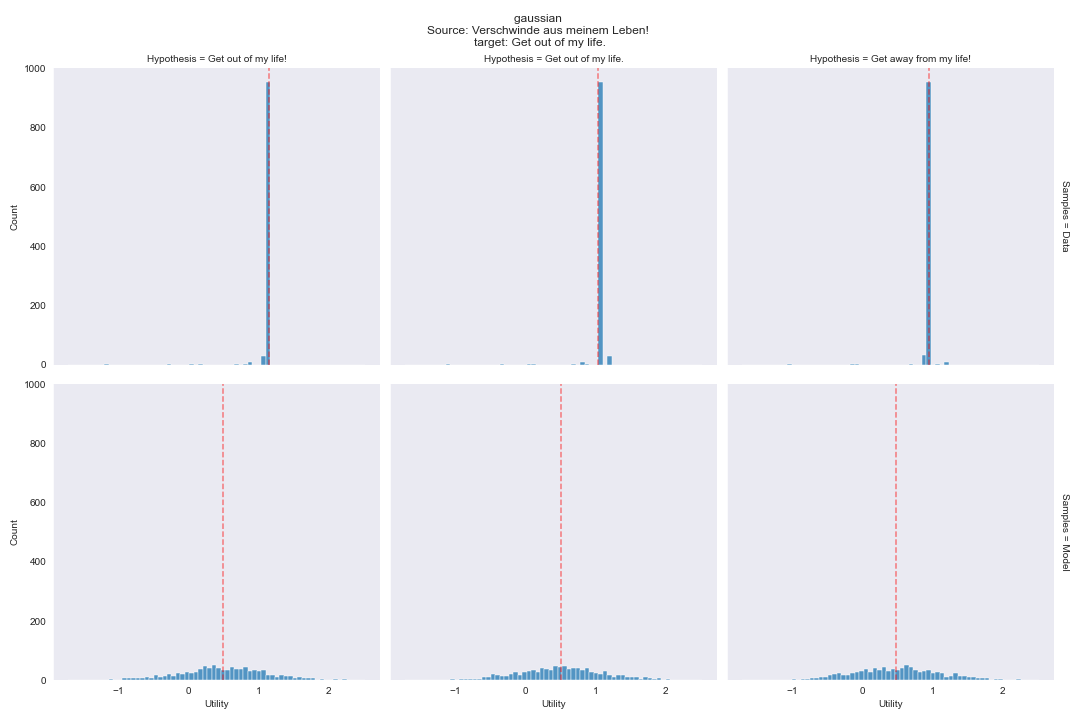 gaussian
Source: Verschwinde aus meinem Leben!
target: Get out of my life.
Hypothesis = Get out of my life!
Hypothesis = Get out of my life.
Hypothesis = Get away from my life!
1000
800
600
400
200
0
Count
Samples = Data
1000
800
600
400
200
0
Count
Samples = Model
−1 0 1 2
−1 0 1 2
−1 0 1 2
Utility
Utility
Utility